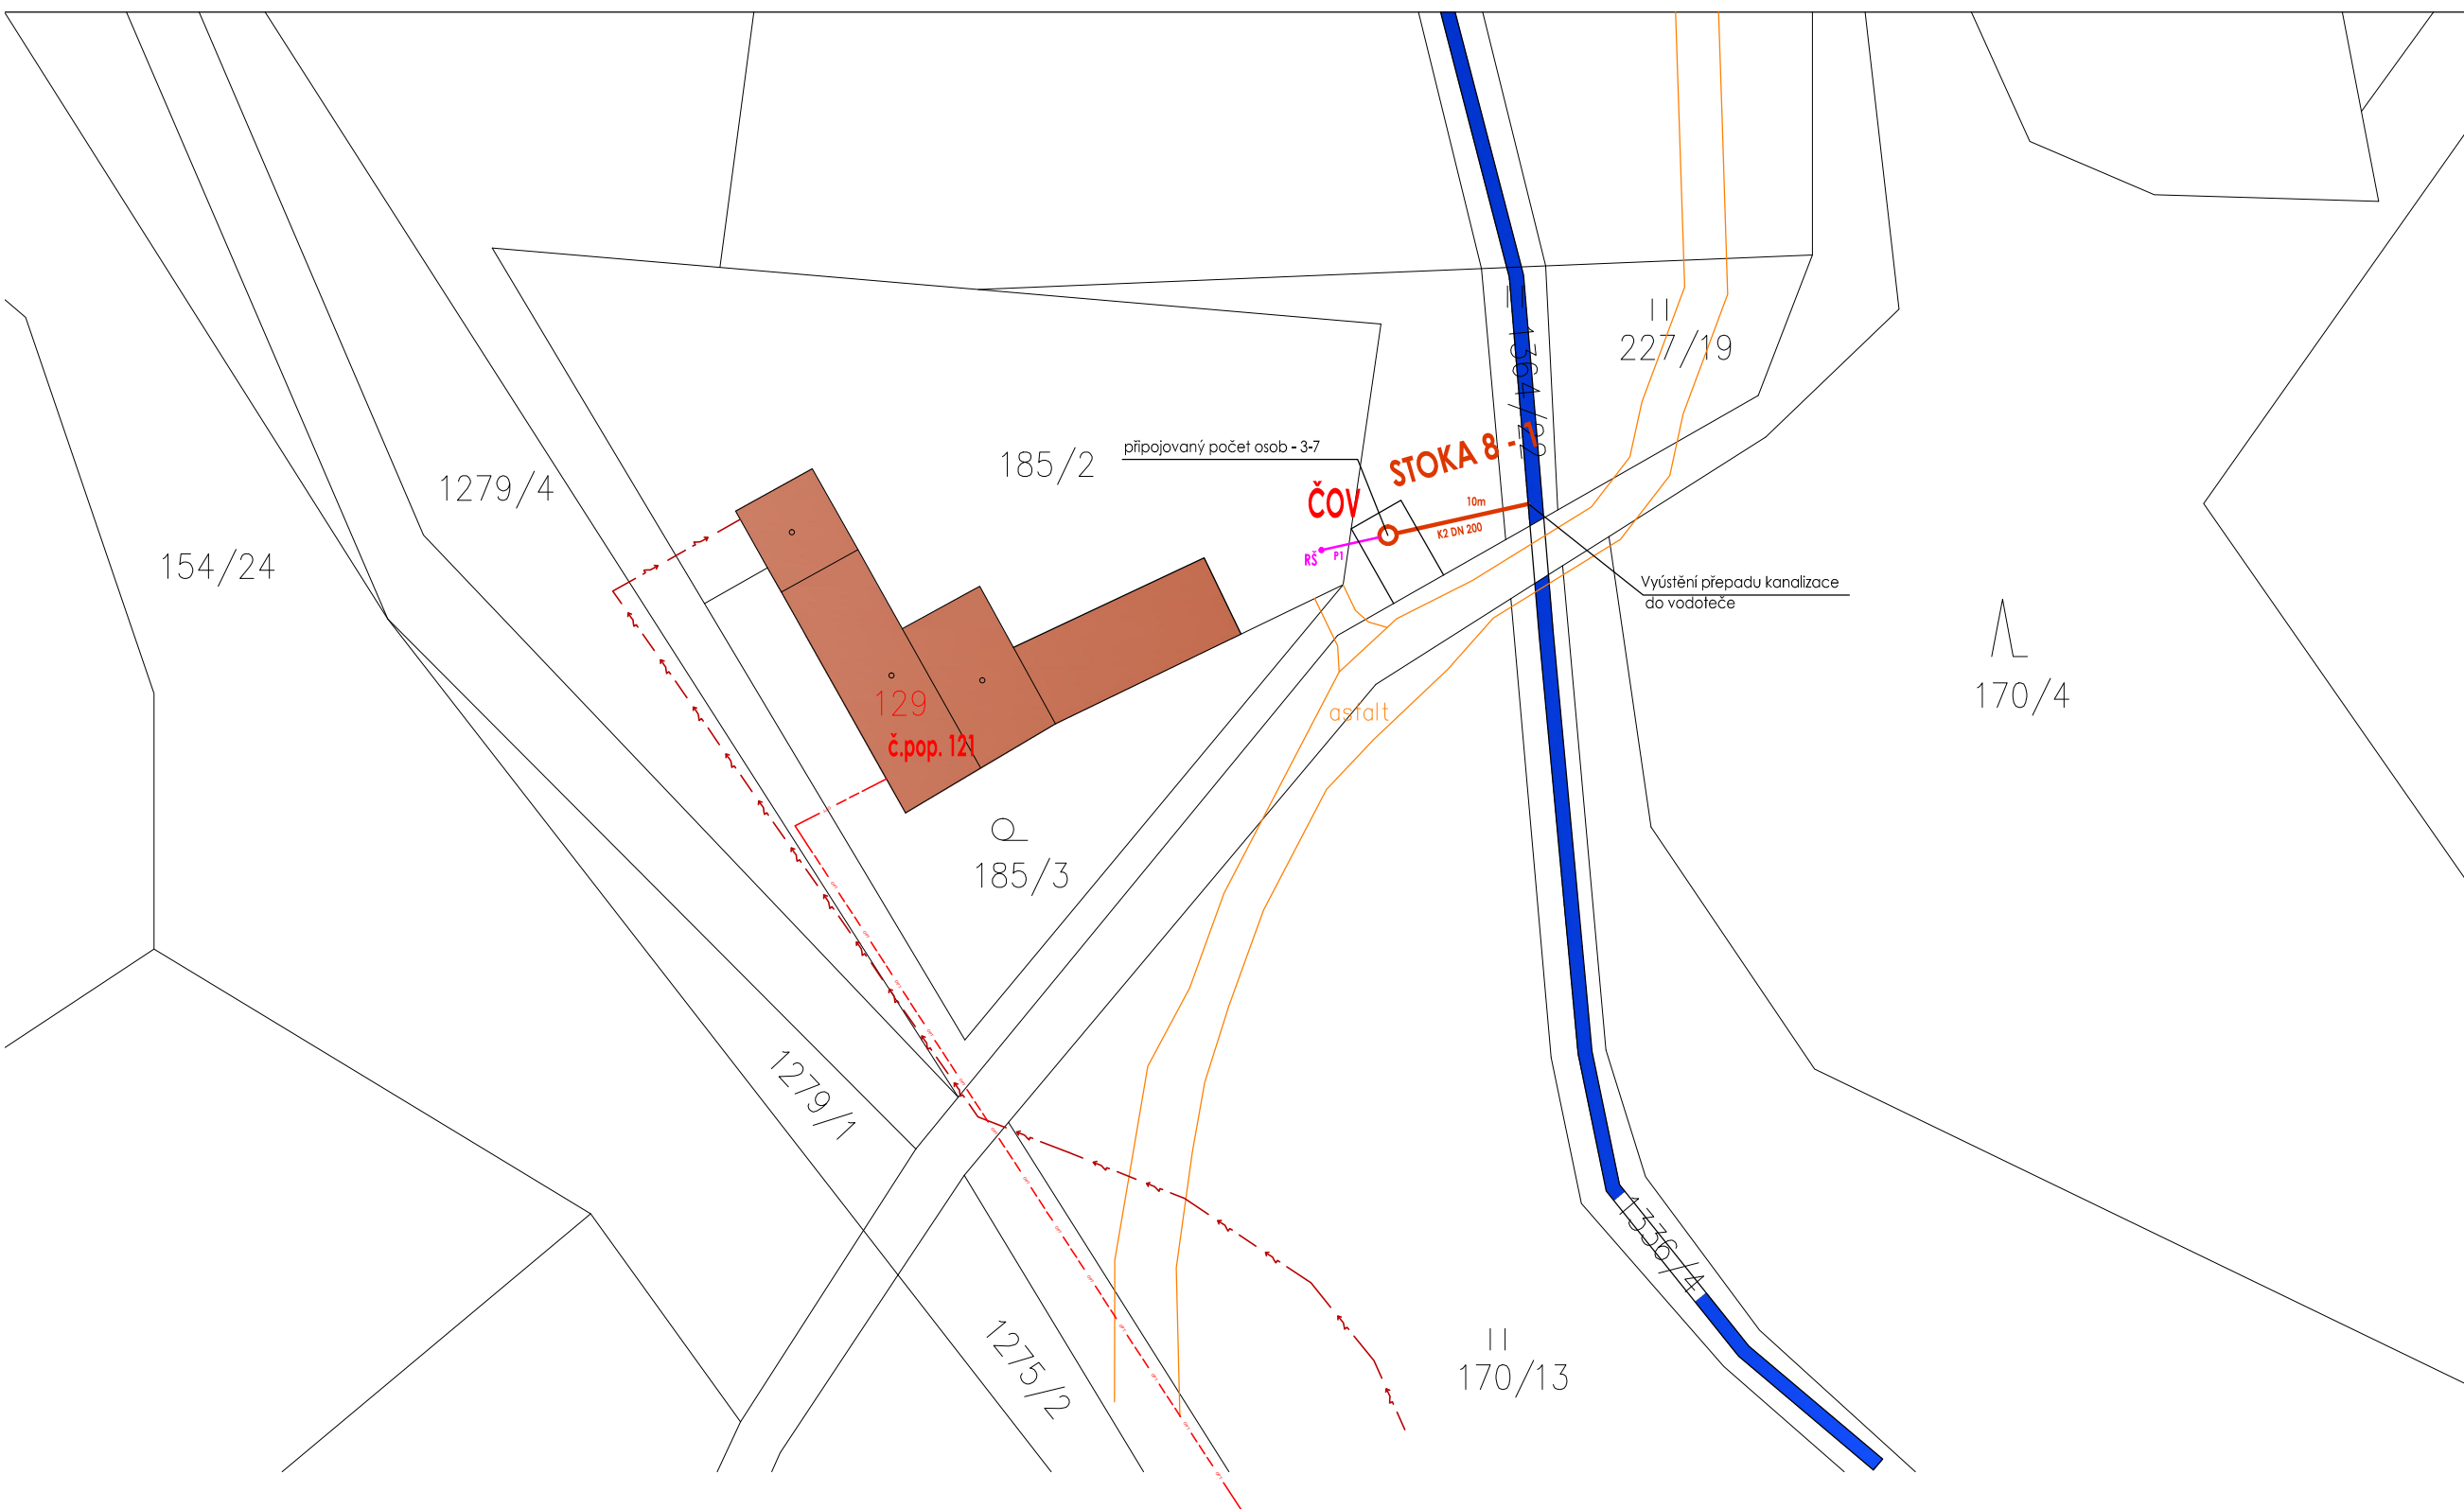 227/19
1364/22
připojovaný počet osob - 3-7
STOKA 8 - 1
185/2
1279/4
ČOV
10m
K2 DN 200
RŠ
P1
154/24
Vyústění přepadu kanalizace
do vodoteče
170/4
129
asfalt
č.pop. 121
185/3
1279/1
1336/4
1275/2
170/13